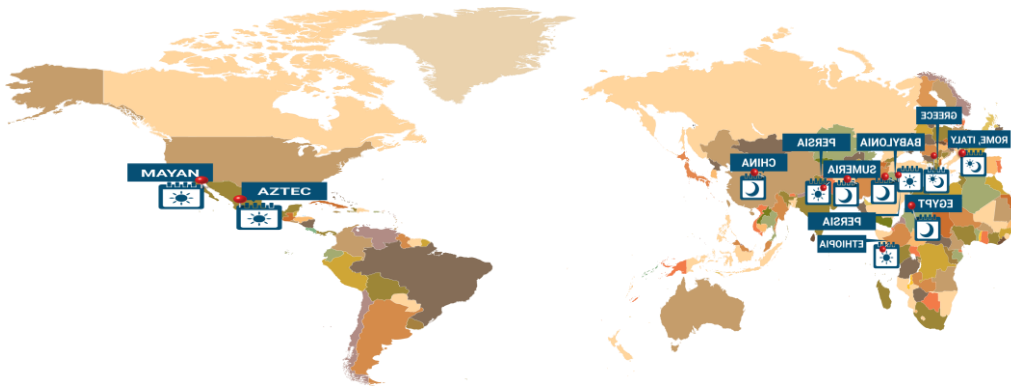 GREECE
ROME, ITALY
PERSIA
BABYLONIA
CHINA
SUMERIA
MAYAN
AZTEC
EGYPT
PERSIA
ETHIOPIA